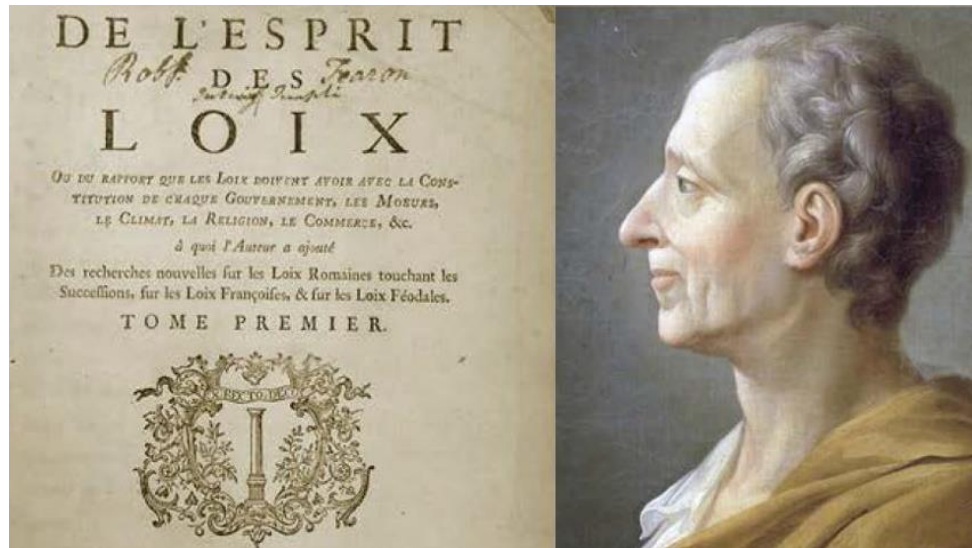 DE L'ESPRIT
DES
LOIX
OU DU RAPPORT QUE LES LOIX DOIVENT AVOIR AVEC LA CONS-
TITUTION DE CHAQUE GOUVERNEMENT, LES MOEURS,
LE CLIMAT, LA RELIGION, LE COMMERCE, &c.
à quoi l'Auteur a ajouté
Des recherches nouvelles sur les Loix Romaines touchant les
Successions, sur les Loix Françoises, & sur les Loix Féodales.
TOME PREMIER.